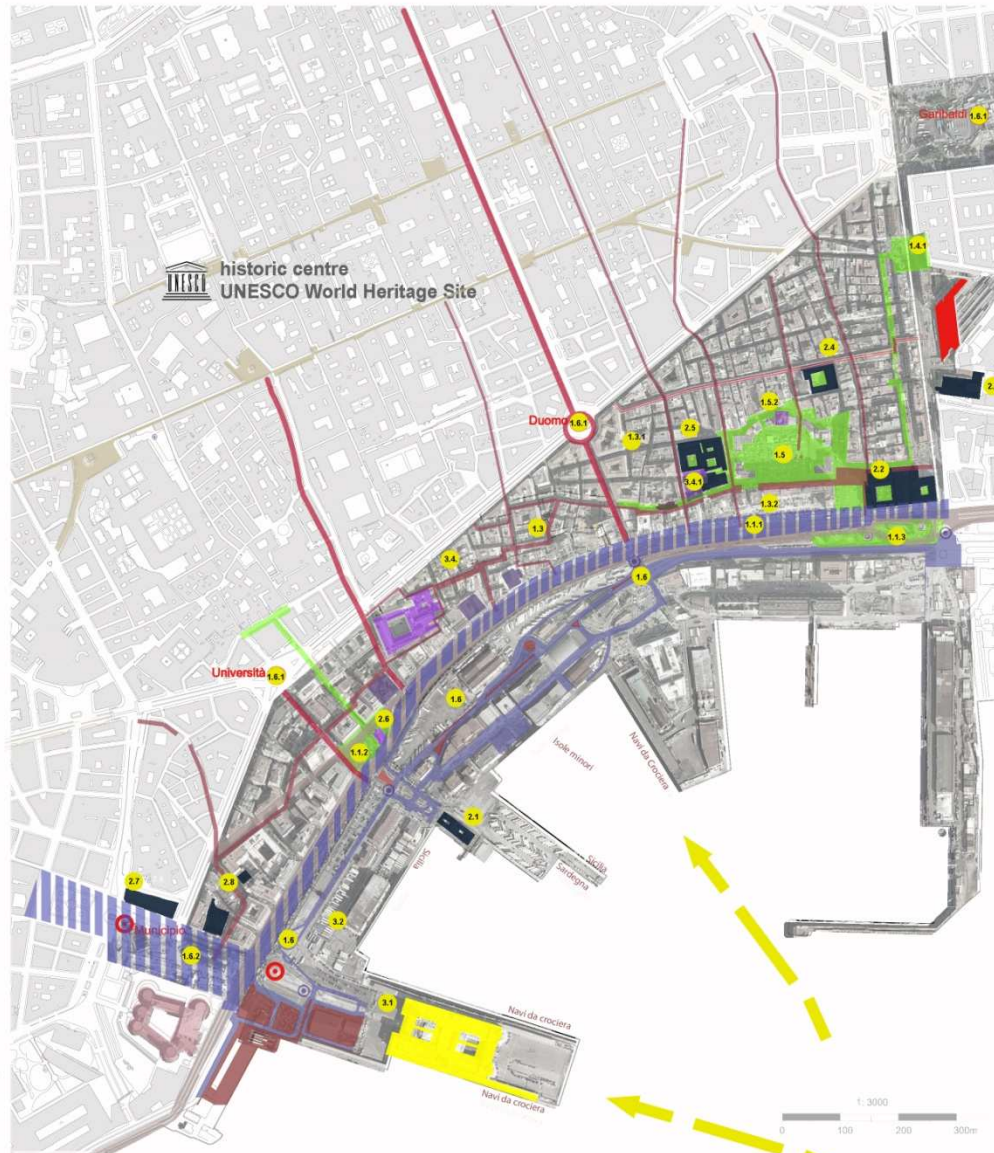 Garibaldi 1.6.1
1.4.1
UNESCO
historic centre
UNESCO World Heritage Site
2.4
1.5.2
Duomo 1.6.1
1.3.1
2.5
1.5
3.4.1
2.2
1.3.2
1.1.1
1.3
1.1.3
3.4.
1.6
Università 1.6.1
1.6
2.6
1.1.2
Isole minori
Navi da Crociera
2.1
Sicilia
Sicilia
Sardegna
2.7
2.8
3.2
Municipio
1.6
1.6.2
3.1
Navi da crociera
Navi da crociera
1: 3000
0 100 200 300m